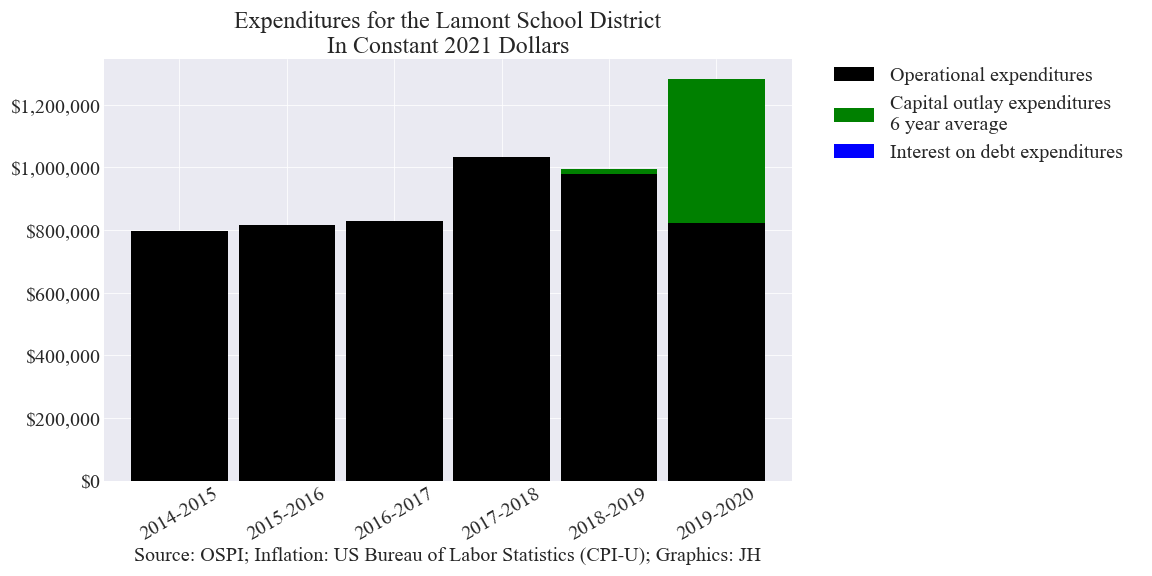 Expenditures for the Lamont School District
In Constant 2021 Dollars
Operational expenditures
Capital outlay expenditures
6 year average
Interest on debt expenditures
$1,200,000
$1,000,000
$800,000
$600,000
$400,000
$200,000
$0
2014-2015
2015-2016
2016-2017
2017-2018
2018-2019
2019-2020
Source: OSPI; Inflation: US Bureau of Labor Statistics (CPI-U); Graphics: JH